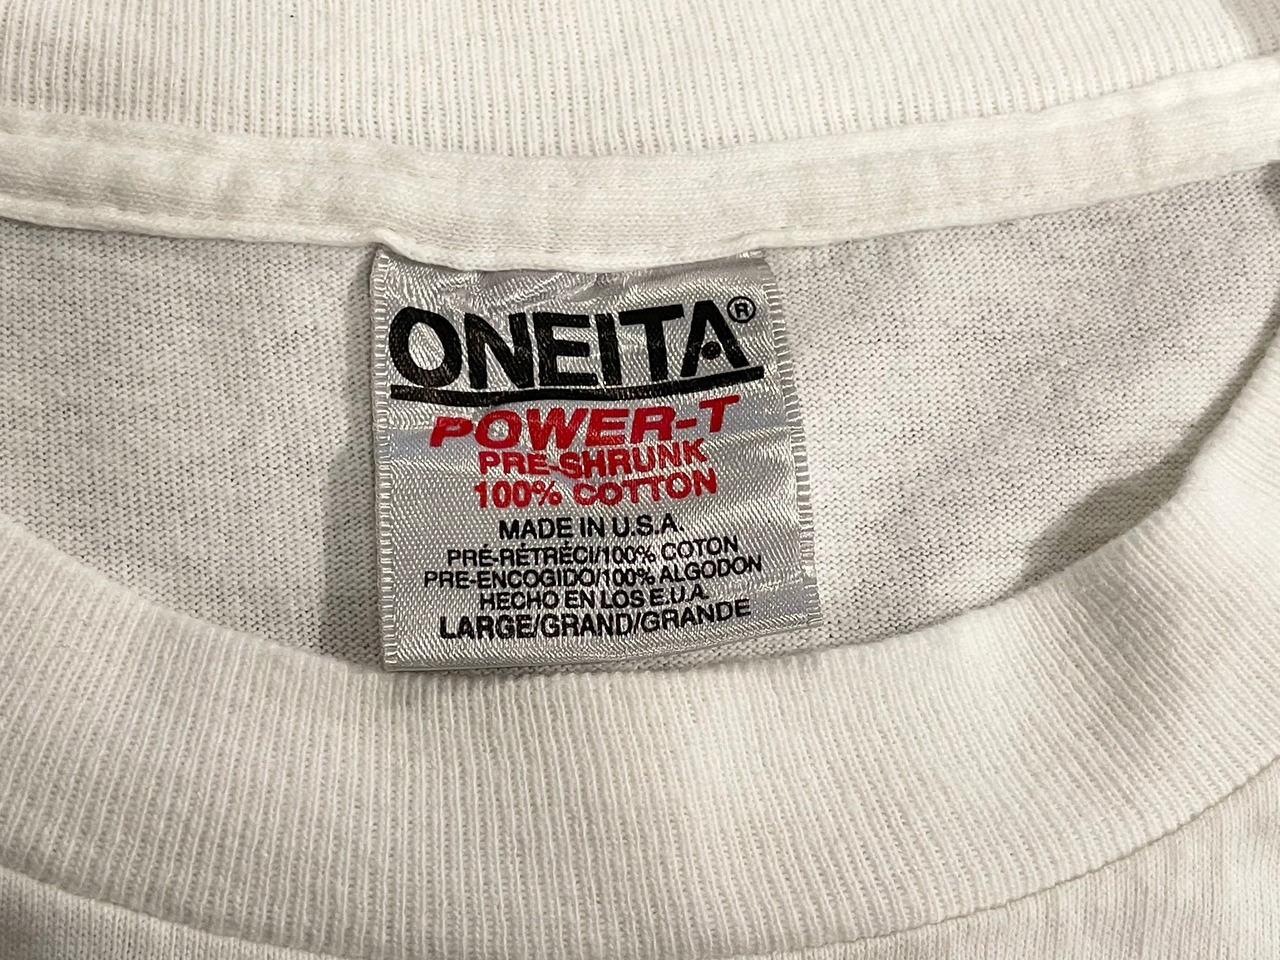 ONEITA®
POWER-T
PRE-SHRUNK
100% COTTON
MADE IN U.S.A.
PRÉ-RÉTRÉCI/100% COTON
PRE-ENCOGIDO/100% ALGODON
HECHO EN LOS E.U.A.
LARGE/GRAND/GRANDE